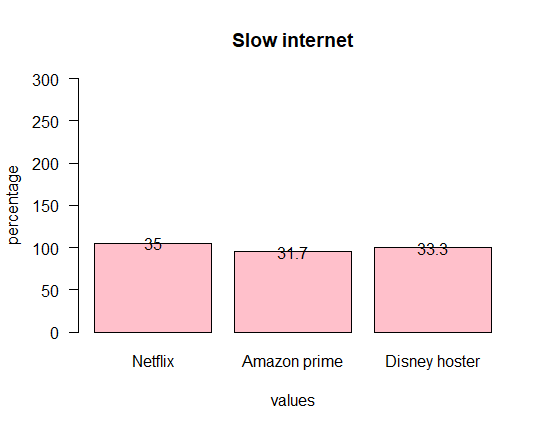 Slow internet
percentage
300
250
200
150
100
50
0
35
31.7
33.3
Netflix Amazon prime Disney hoster
values